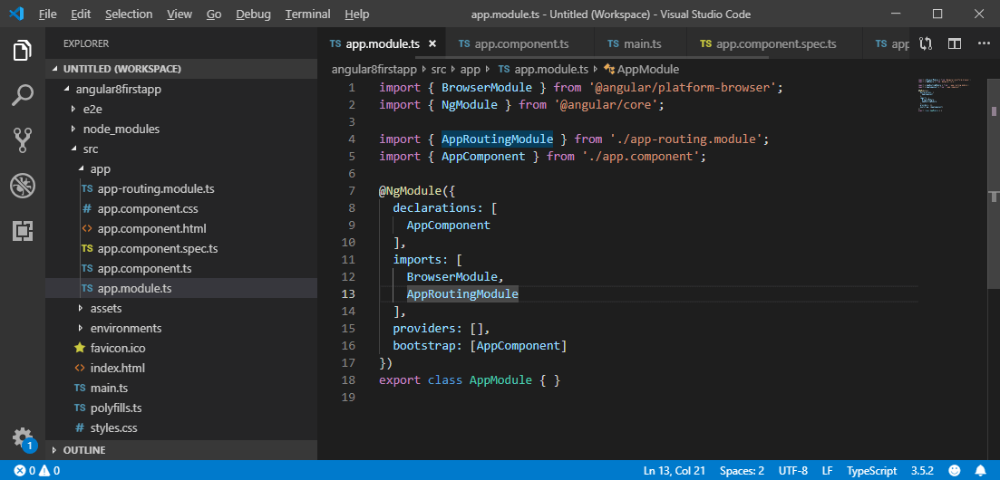 File Edit Selection View Go Debug Terminal Help app.module.ts - Untitled (Workspace) - Visual Studio Code
EXPLORER
UNTITLED (WORKSPACE)
angular8firstapp
e2e
node_modules
src
app
TS app-routing.module.ts
# app.component.css
<> app.component.html
TS app.component.spec.ts
TS app.component.ts
TS app.module.ts
assets
environments
favicon.ico
<> index.html
TS main.ts
TS polyfills.ts
# styles.css
OUTLINE
1
TS app.module.ts TS app.component.ts TS main.ts TS app.component.spec.ts TS app
angular8firstapp src app TS app.module.ts AppModule
1 import { BrowserModule } from '@angular/platform-browser';
2 import { NgModule } from '@angular/core';
3
4 import { AppRoutingModule } from './app-routing.module';
5 import { AppComponent } from './app.component';
6
7 @NgModule({
8 declarations: [
9 AppComponent
10 ],
11 imports: [
12 BrowserModule,
13 AppRoutingModule
14 ],
15 providers: [],
16 bootstrap: [AppComponent]
17 })
18 export class AppModule { }
19
0 0 Ln 13, Col 21 Spaces: 2 UTF-8 LF TypeScript 3.5.2